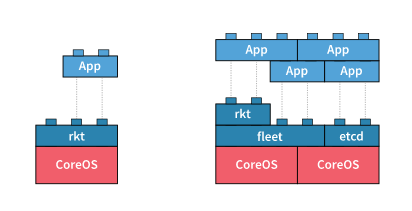 App
rkt
CoreOS
App App
App App
rkt
fleet etcd
CoreOS CoreOS